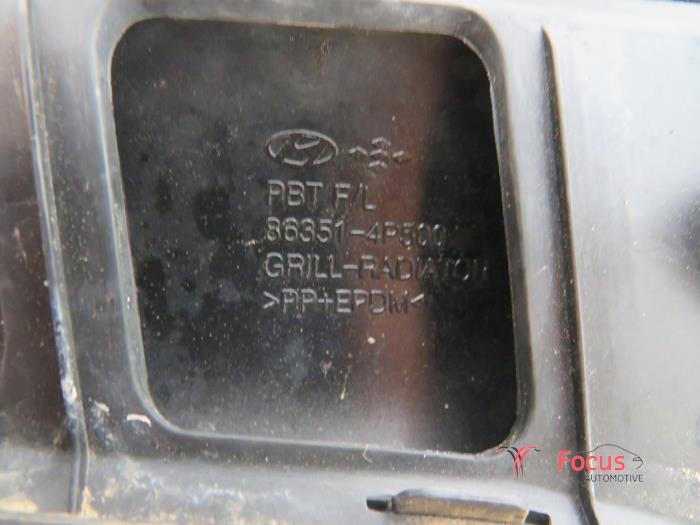 PBT F/L
86351-4P500
GRILL-RADIATOR
>PP+EPDM<
Focus
AUTOMOTIVE